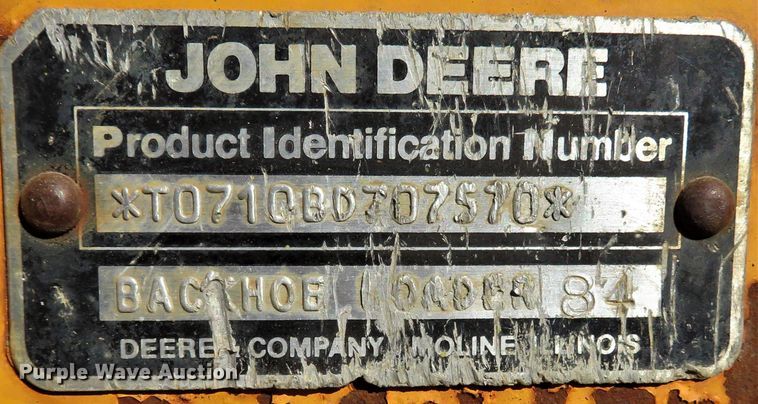 JOHN DEERE
Product Identification Number
*T0710BD707570*
BACKHOE LOADER 84
DEERE & COMPANY MOLINE ILLINOIS
Purple Wave Auction